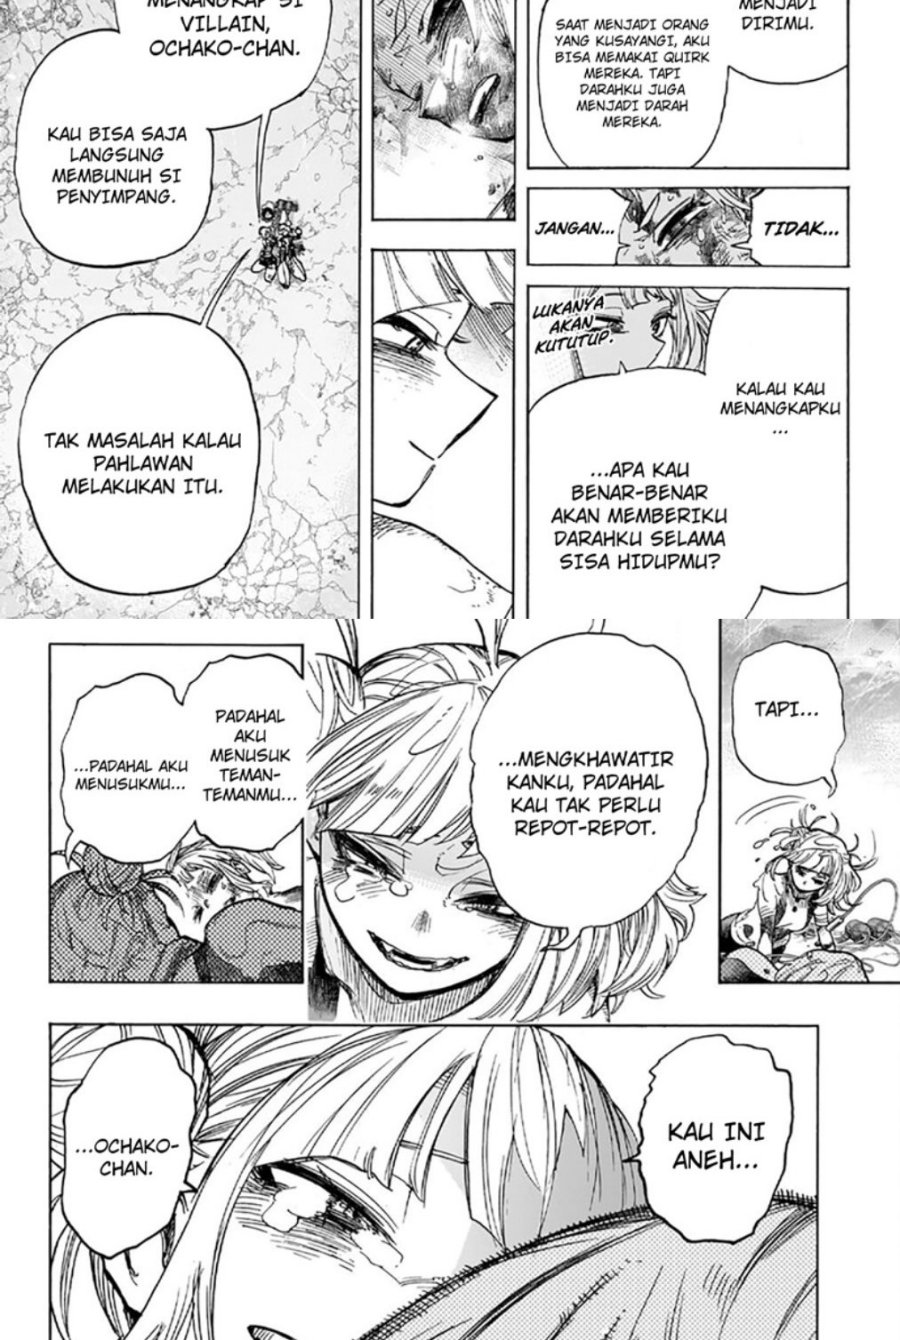 MENJADI
DIRIMU.
SAAT MENJADI ORANG
YANG KUSAYANGI, AKU
BISA MEMAKAI QUIRK
MEREKA. TAPI
DARAHKU JUGA
MENJADI DARAH
MEREKA.
TIDAK...
JANGAN...
LUKANYA
AKAN
KUTUTUP.
KALAU KAU
MENANGKAPKU
...
...APA KAU
BENAR-BENAR
AKAN MEMBERIKU
DARAHKU SELAMA
SISA HIDUPMU?
MENANGKAP SI
VILLAIN,
OCHAKO-CHAN.
KAU BISA SAJA
LANGSUNG
MEMBUNUH SI
PENYIMPANG.
TAK MASALAH KALAU
PAHLAWAN
MELAKUKAN ITU.
TAPI...
...MENGKHAWATIR
KANKU, PADAHAL
KAU TAK PERLU
REPOT-REPOT.
PADAHAL
AKU
MENUSUK
TEMAN-
TEMANMU...
...PADAHAL AKU
MENUSUKMU...
KAU INI
ANEH...
...OCHAKO-
CHAN.